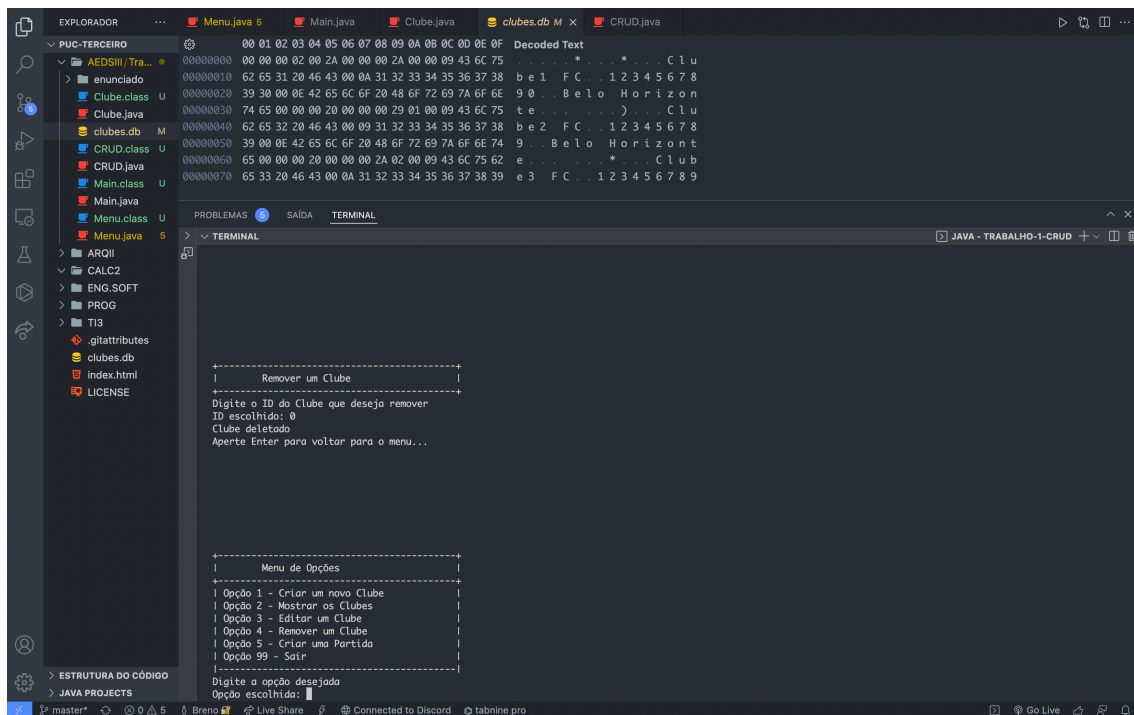 EXPLORADOR ...
Menu.java 5 Main.java Clube.java clubes.db M CRUD.java
PUC-TERCEIRO
AEDSIII / Tra...
enunciado
Clube.class U
Clube.java
clubes.db M
CRUD.class U
CRUD.java
Main.class U
Main.java
Menu.class U
Menu.java 5
ARQII
CALC2
ENG.SOFT
PROG
TI3
.gitattributes
clubes.db
index.html
LICENSE
ESTRUTURA DO CÓDIGO
JAVA PROJECTS
5
00 01 02 03 04 05 06 07 08 09 0A 0B 0C 0D 0E 0F Decoded Text
00000000 00 00 00 02 00 2A 00 00 00 2A 00 00 09 43 6C 75 . . . . . * . . . * . . . C l u
00000010 62 65 31 20 46 43 00 0A 31 32 33 34 35 36 37 38 b e 1 F C . . 1 2 3 4 5 6 7 8
00000020 39 30 00 0E 42 65 6C 6F 20 48 6F 72 69 7A 6F 6E 9 0 . . B e l o H o r i z o n
00000030 74 65 00 00 00 20 00 00 00 29 01 00 09 43 6C 75 t e . . . . . . ) . . . C l u
00000040 62 65 32 20 46 43 00 09 31 32 33 34 35 36 37 38 b e 2 F C . . 1 2 3 4 5 6 7 8
00000050 39 00 0E 42 65 6C 6F 20 48 6F 72 69 7A 6F 6E 74 9 . . B e l o H o r i z o n t
00000060 65 00 00 00 20 00 00 00 2A 02 00 09 43 6C 75 62 e . . . . . . * . . . C l u b
00000070 65 33 20 46 43 00 0A 31 32 33 34 35 36 37 38 39 e 3 F C . . 1 2 3 4 5 6 7 8 9
PROBLEMAS 5 SAÍDA TERMINAL
TERMINAL
JAVA - TRABALHO-1-CRUD
+------------------------------------------+
| Remover um Clube |
+------------------------------------------+
Digite o ID do Clube que deseja remover
ID escolhido: 0
Clube deletado
Aperte Enter para voltar para o menu...
+------------------------------------------+
| Menu de Opções |
+------------------------------------------+
| Opção 1 - Criar um novo Clube |
| Opção 2 - Mostrar os Clubes |
| Opção 3 - Editar um Clube |
| Opção 4 - Remover um Clube |
| Opção 5 - Criar uma Partida |
| Opção 99 - Sair |
|------------------------------------------|
Digite a opção desejada
Opção escolhida:
master* 0 5 Breno Live Share Connected to Discord tabnine pro Go Live